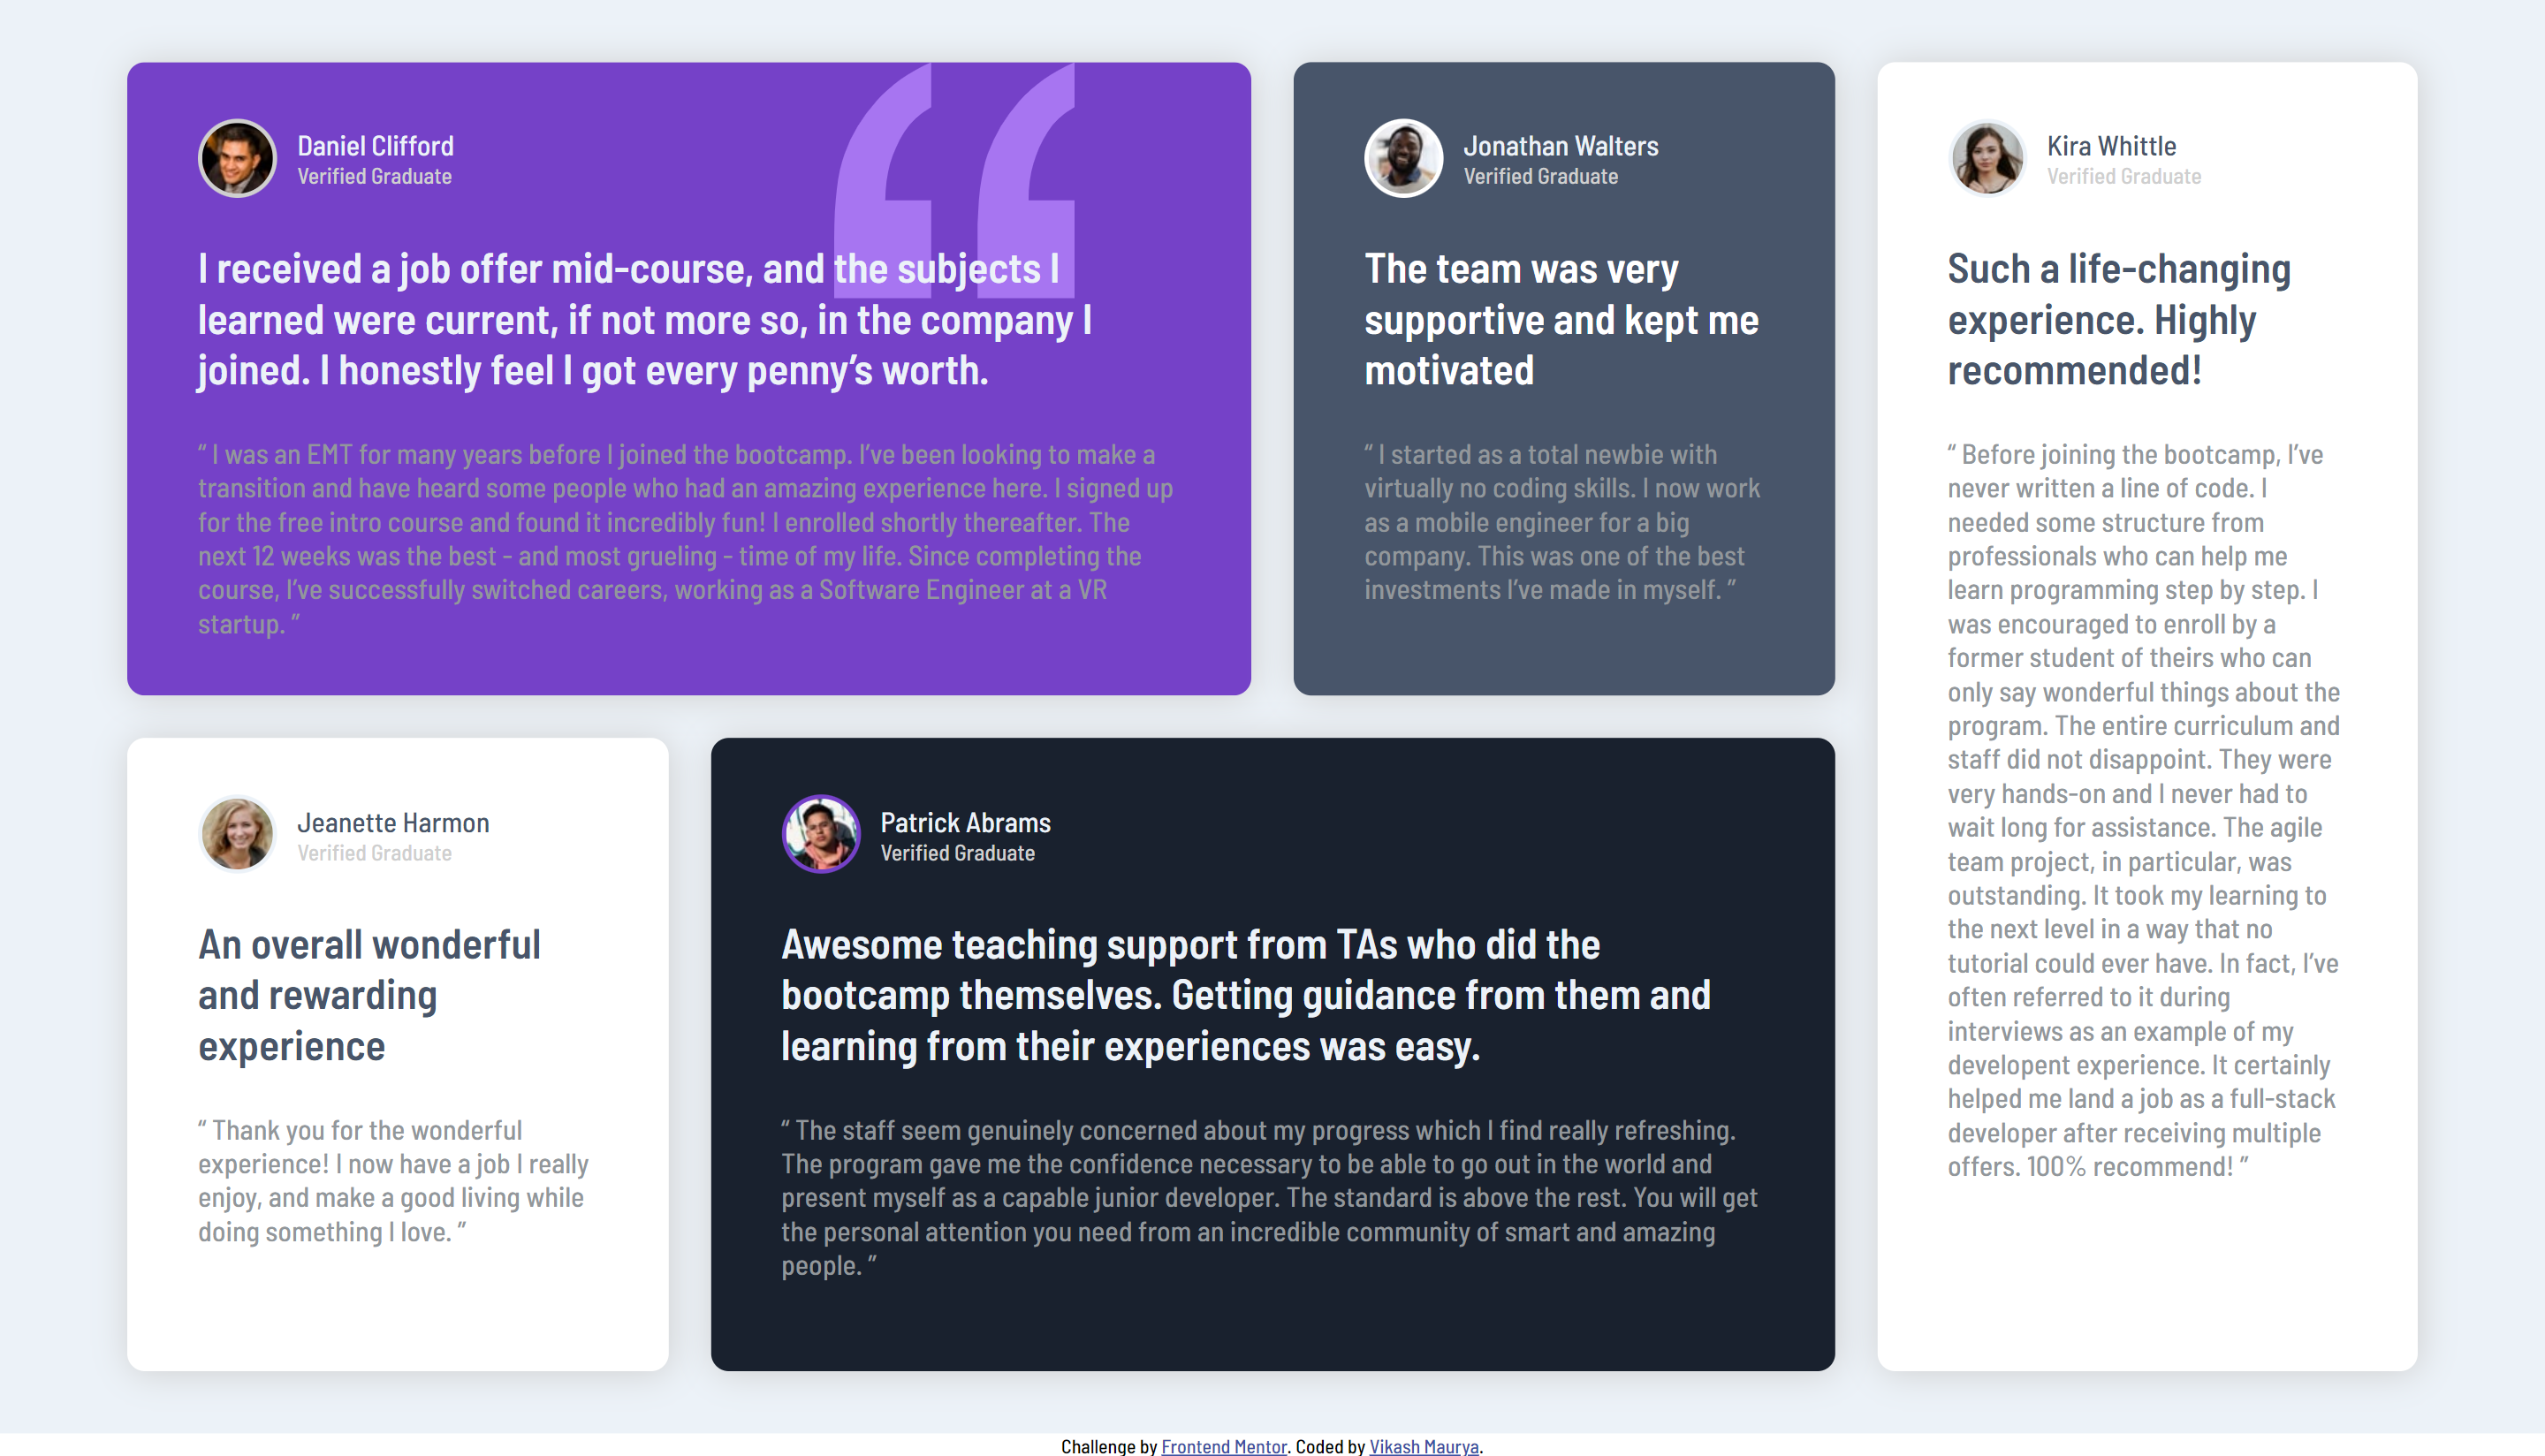 Daniel Clifford
Verified Graduate
I received a job offer mid-course, and the subjects I
learned were current, if not more so, in the company I
joined. I honestly feel I got every penny’s worth.
“ I was an EMT for many years before I joined the bootcamp. I’ve been looking to make a
transition and have heard some people who had an amazing experience here. I signed up
for the free intro course and found it incredibly fun! I enrolled shortly thereafter. The
next 12 weeks was the best - and most grueling - time of my life. Since completing the
course, I’ve successfully switched careers, working as a Software Engineer at a VR
startup. ”
Jonathan Walters
Verified Graduate
The team was very
supportive and kept me
motivated
“ I started as a total newbie with
virtually no coding skills. I now work
as a mobile engineer for a big
company. This was one of the best
investments I’ve made in myself. ”
Kira Whittle
Verified Graduate
Such a life-changing
experience. Highly
recommended!
“ Before joining the bootcamp, I’ve
never written a line of code. I
needed some structure from
professionals who can help me
learn programming step by step. I
was encouraged to enroll by a
former student of theirs who can
only say wonderful things about the
program. The entire curriculum and
staff did not disappoint. They were
very hands-on and I never had to
wait long for assistance. The agile
team project, in particular, was
outstanding. It took my learning to
the next level in a way that no
tutorial could ever have. In fact, I’ve
often referred to it during
interviews as an example of my
developent experience. It certainly
helped me land a job as a full-stack
developer after receiving multiple
offers. 100% recommend! ”
Jeanette Harmon
Verified Graduate
An overall wonderful
and rewarding
experience
“ Thank you for the wonderful
experience! I now have a job I really
enjoy, and make a good living while
doing something I love. ”
Patrick Abrams
Verified Graduate
Awesome teaching support from TAs who did the
bootcamp themselves. Getting guidance from them and
learning from their experiences was easy.
“ The staff seem genuinely concerned about my progress which I find really refreshing.
The program gave me the confidence necessary to be able to go out in the world and
present myself as a capable junior developer. The standard is above the rest. You will get
the personal attention you need from an incredible community of smart and amazing
people. ”
Challenge by Frontend Mentor. Coded by Vikash Maurya.